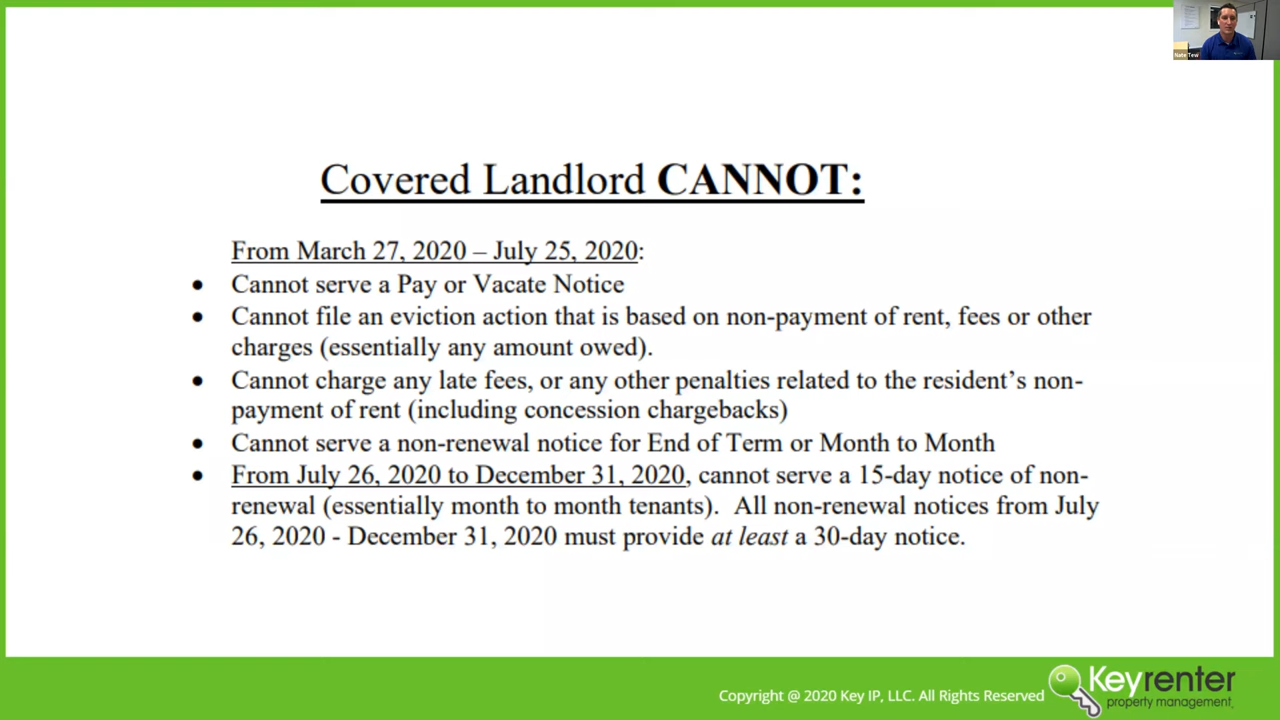 Nate Tew
Covered Landlord CANNOT:
From March 27, 2020 – July 25, 2020:
• Cannot serve a Pay or Vacate Notice
• Cannot file an eviction action that is based on non-payment of rent, fees or other
charges (essentially any amount owed).
• Cannot charge any late fees, or any other penalties related to the resident's non-
payment of rent (including concession chargebacks)
• Cannot serve a non-renewal notice for End of Term or Month to Month
• From July 26, 2020 to December 31, 2020, cannot serve a 15-day notice of non-
renewal (essentially month to month tenants).  All non-renewal notices from July
26, 2020 - December 31, 2020 must provide at least a 30-day notice.
Copyright @ 2020 Key IP, LLC. All Rights Reserved
Keyrenter
property management